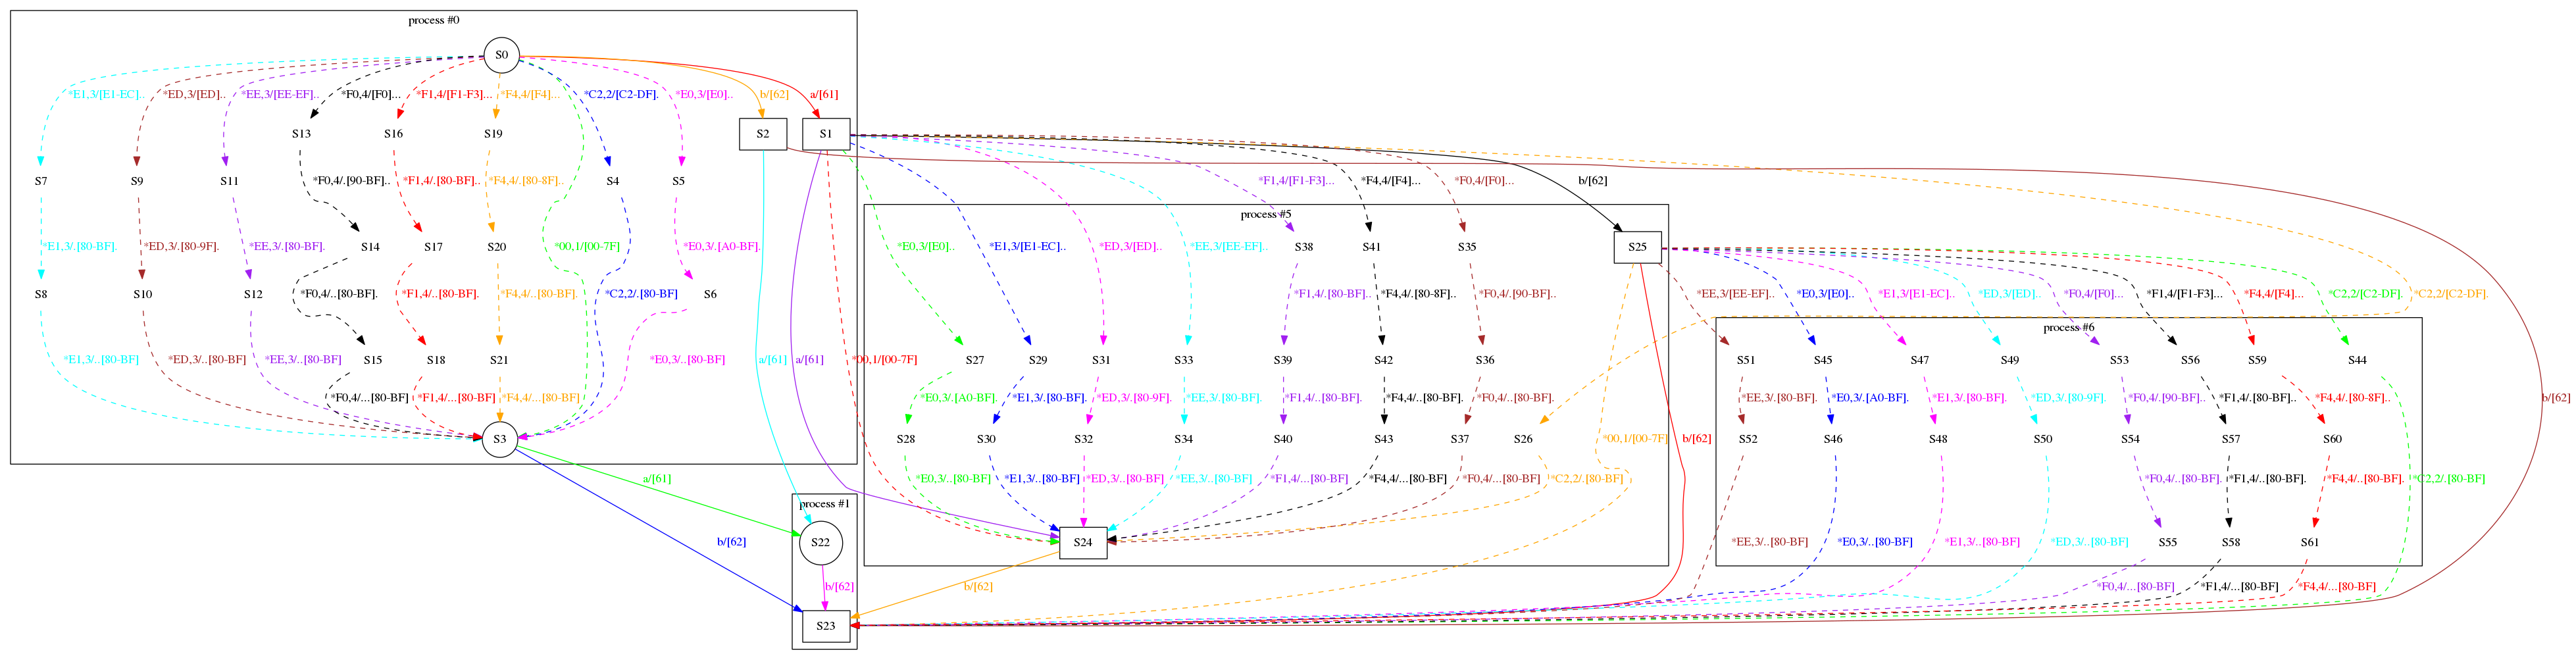 process #0
S0
*E1,3/[E1-EC]..
*ED,3/[ED]..
*EE,3/[EE-EF]..
*F0,4/[F0]...
*F1,4/[F1-F3]...
*F4,4/[F4]...
*C2,2/[C2-DF].
*E0,3/[E0]..
b/[62]
a/[61]
S13
S16
S19
S2
S1
S7
S9
S11
*F0,4/.[90-BF]..
*F1,4/.[80-BF]..
*F4,4/.[80-8F]..
S4
S5
*E1,3/.[80-BF].
*ED,3/.[80-9F].
*EE,3/.[80-BF].
S14
S17
S20
*00,1/[00-7F]
*E0,3/.[A0-BF].
S8
S10
S12
*F0,4/..[80-BF].
*F1,4/..[80-BF].
*F4,4/..[80-BF].
*C2,2/.[80-BF]
S6
*E1,3/..[80-BF]
*ED,3/..[80-BF]
*EE,3/..[80-BF]
S15
S18
S21
*E0,3/..[80-BF]
a/[61]
a/[61]
*00,1/[00-7F]
*F0,4/...[80-BF]
*F1,4/...[80-BF]
*F4,4/...[80-BF]
S3
a/[61]
b/[62]
process #1
S22
b/[62]
S23
*F1,4/[F1-F3]...
*F4,4/[F4]...
*F0,4/[F0]...
b/[62]
process #5
*E0,3/[E0]..
*E1,3/[E1-EC]..
*ED,3/[ED]..
*EE,3/[EE-EF]..
S38
S41
S35
S25
*F1,4/.[80-BF]..
*F4,4/.[80-8F]..
*F0,4/.[90-BF]..
S27
S29
S31
S33
S39
S42
S36
*E0,3/.[A0-BF].
*E1,3/.[80-BF].
*ED,3/.[80-9F].
*EE,3/.[80-BF].
*F1,4/..[80-BF].
*F4,4/..[80-BF].
*F0,4/..[80-BF].
S28
S30
S32
S34
S40
S43
S37
S26
*00,1/[00-7F]
b/[62]
*E0,3/..[80-BF]
*E1,3/..[80-BF]
*ED,3/..[80-BF]
*EE,3/..[80-BF]
*F1,4/...[80-BF]
*F4,4/...[80-BF]
*F0,4/...[80-BF]
*C2,2/.[80-BF]
S24
b/[62]
*EE,3/[EE-EF]..
*E0,3/[E0]..
*E1,3/[E1-EC]..
*ED,3/[ED]..
*F0,4/[F0]...
*F1,4/[F1-F3]...
*F4,4/[F4]...
*C2,2/[C2-DF].
*C2,2/[C2-DF].
process #6
S51
S45
S47
S49
S53
S56
S59
S44
*EE,3/.[80-BF].
*E0,3/.[A0-BF].
*E1,3/.[80-BF].
*ED,3/.[80-9F].
*F0,4/.[90-BF]..
*F1,4/.[80-BF]..
*F4,4/.[80-8F]..
b/[62]
S52
S46
S48
S50
S54
S57
S60
*F0,4/..[80-BF].
*F1,4/..[80-BF].
*F4,4/..[80-BF].
*C2,2/.[80-BF]
*EE,3/..[80-BF]
*E0,3/..[80-BF]
*E1,3/..[80-BF]
*ED,3/..[80-BF]
S55
S58
S61
*F0,4/...[80-BF]
*F1,4/...[80-BF]
*F4,4/...[80-BF]